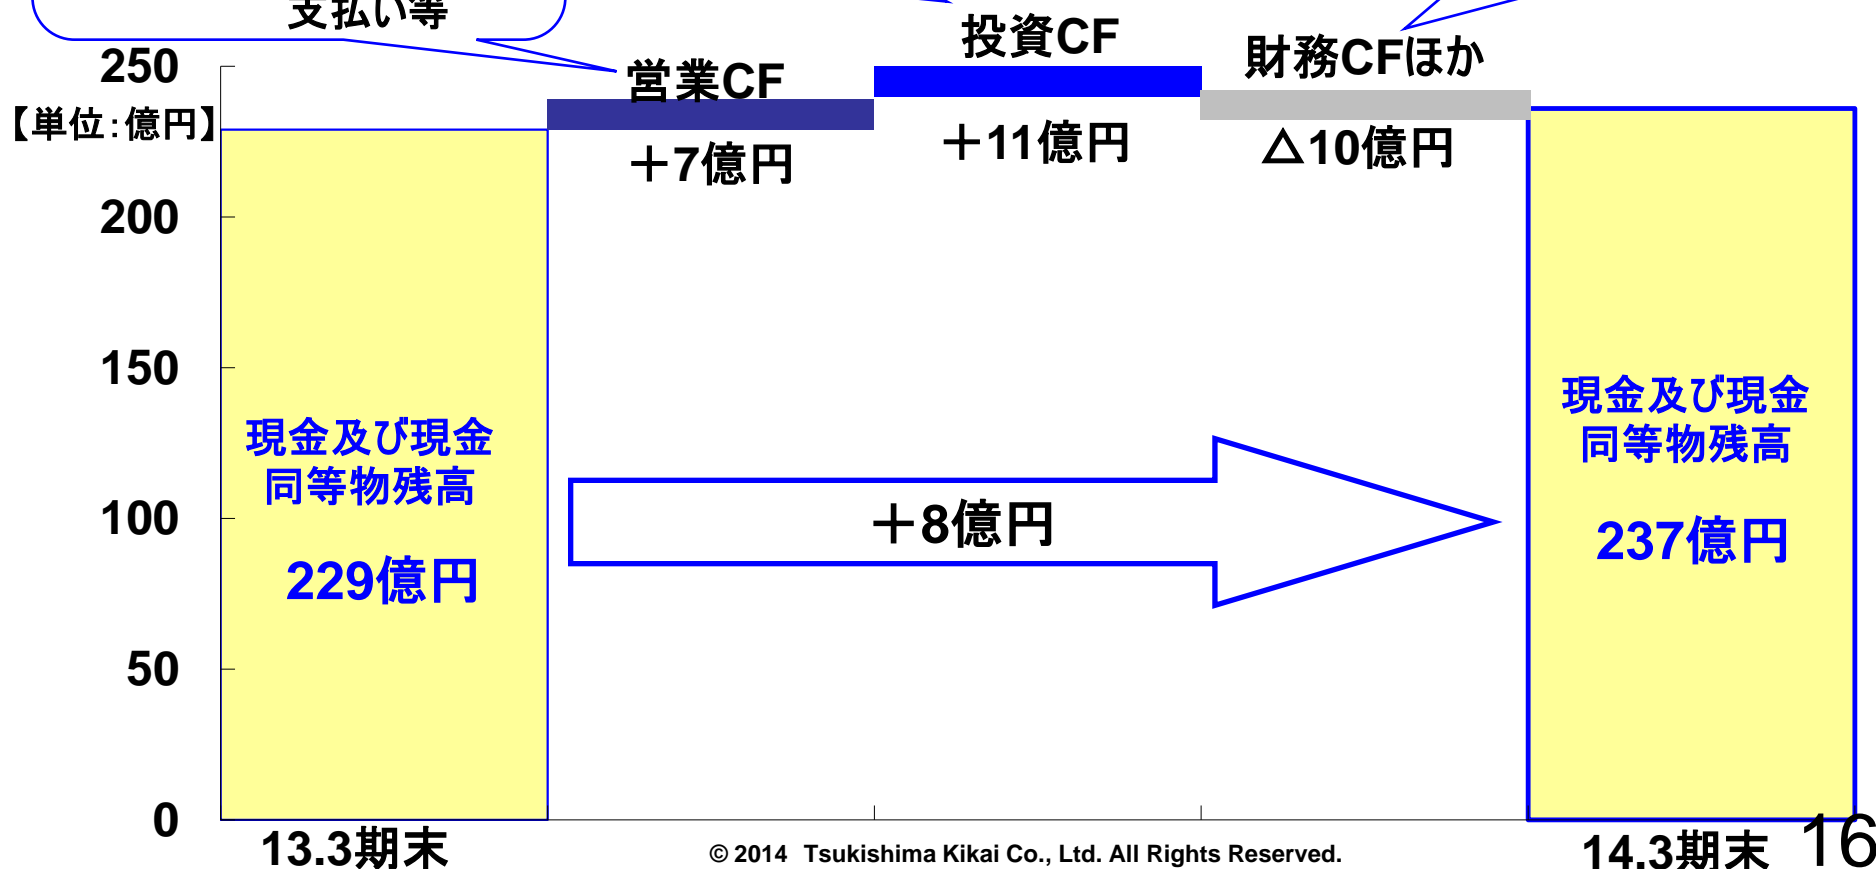 支払い等
投資CF
財務CFほか
営業CF
250
【単位：億円】
＋11億円
△10億円
＋7億円
200
150
現金及び現金
同等物残高
237億円
現金及び現金
同等物残高
229億円
100
＋8億円
50
0
13.3期末
© 2014 Tsukishima Kikai Co., Ltd. All Rights Reserved.
14.3期末
16